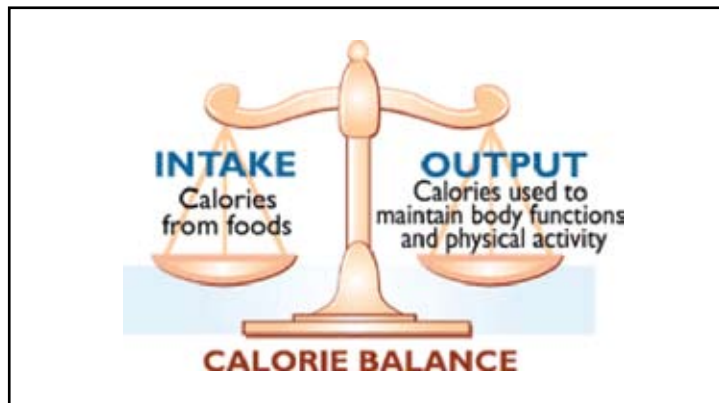 INTAKE
Calories
from foods
OUTPUT
Calories used to
maintain body functions
and physical activity
CALORIE BALANCE